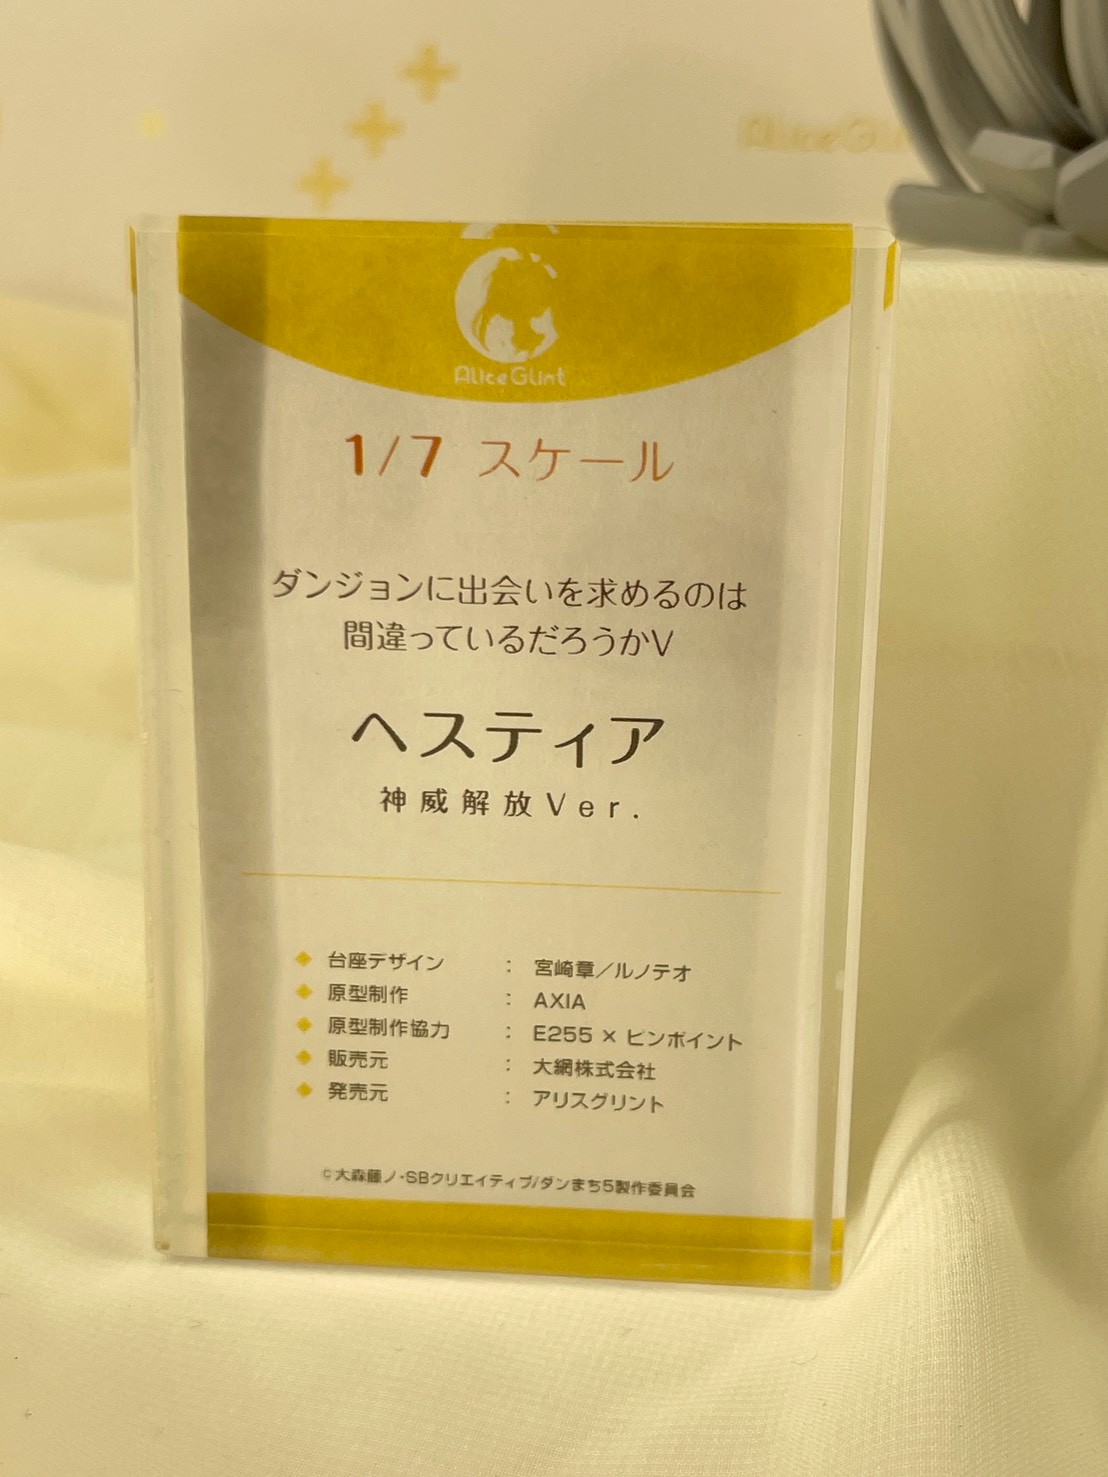 AliceGlint
AliceGlint
1/7 スケール
ダンジョンに出会いを求めるのは
間違っているだろうかV
ヘスティア
神威解放Ver.
◆ 台座デザイン : 宮崎章／ルノテオ
◆ 原型制作 : AXIA
◆ 原型制作協力 : E255 × ピンポイント
◆ 販売元 : 大網株式会社
◆ 発売元 : アリスグリント
©大森藤ノ・SBクリエイティブ/ダンまち5製作委員会